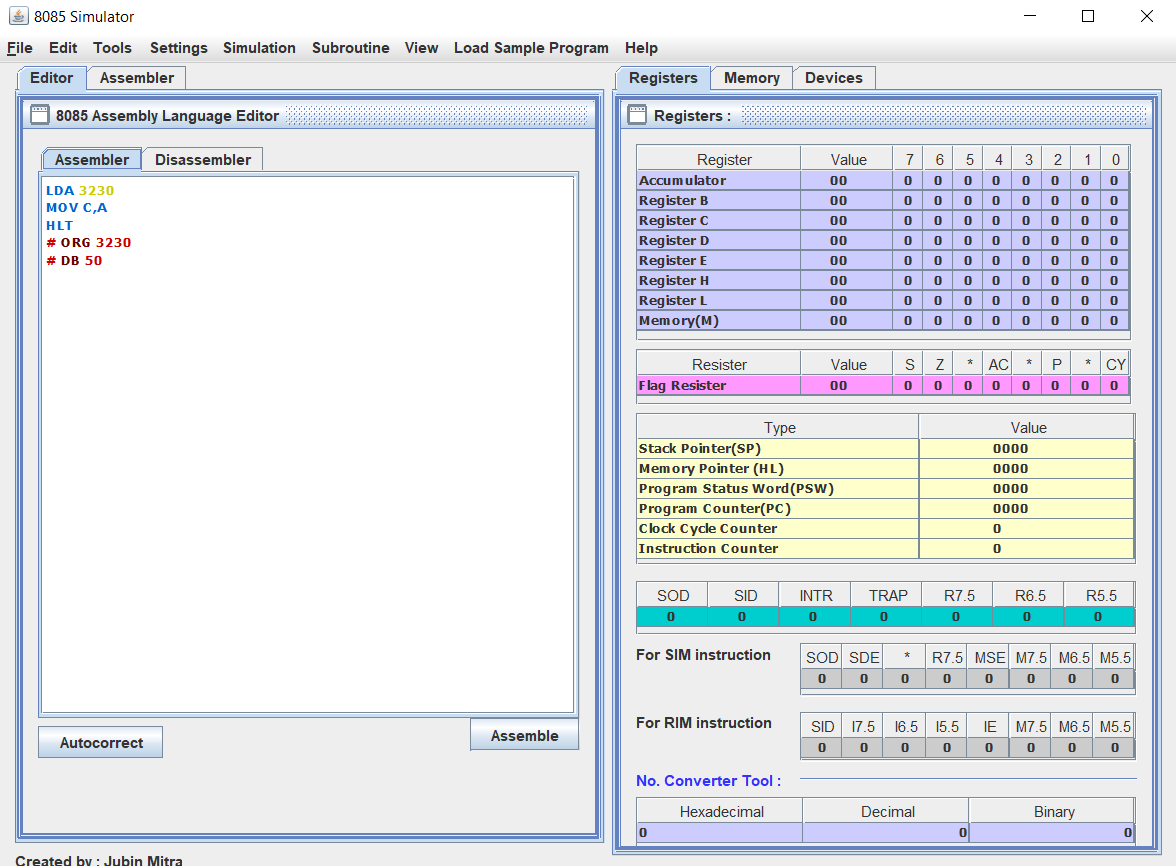 8085 Simulator
File Edit Tools Settings Simulation Subroutine View Load Sample Program Help
Editor Assembler
8085 Assembly Language Editor
Assembler Disassembler
LDA 3230
MOV C,A
HLT
# ORG 3230
# DB 50
Autocorrect Assemble
Created by : Jubin Mitra
Registers Memory Devices
Registers :
Register Value 7 6 5 4 3 2 1 0
Accumulator 00 0 0 0 0 0 0 0 0
Register B 00 0 0 0 0 0 0 0 0
Register C 00 0 0 0 0 0 0 0 0
Register D 00 0 0 0 0 0 0 0 0
Register E 00 0 0 0 0 0 0 0 0
Register H 00 0 0 0 0 0 0 0 0
Register L 00 0 0 0 0 0 0 0 0
Memory(M) 00 0 0 0 0 0 0 0 0
Resister Value S Z * AC * P * CY
Flag Resister 00 0 0 0 0 0 0 0 0
Type Value
Stack Pointer(SP) 0000
Memory Pointer (HL) 0000
Program Status Word(PSW) 0000
Program Counter(PC) 0000
Clock Cycle Counter 0
Instruction Counter 0
SOD SID INTR TRAP R7.5 R6.5 R5.5
0 0 0 0 0 0 0
For SIM instruction
SOD SDE * R7.5 MSE M7.5 M6.5 M5.5
0 0 0 0 0 0 0 0
For RIM instruction
SID I7.5 I6.5 I5.5 IE M7.5 M6.5 M5.5
0 0 0 0 0 0 0 0
No. Converter Tool :
Hexadecimal Decimal Binary
0 0 0